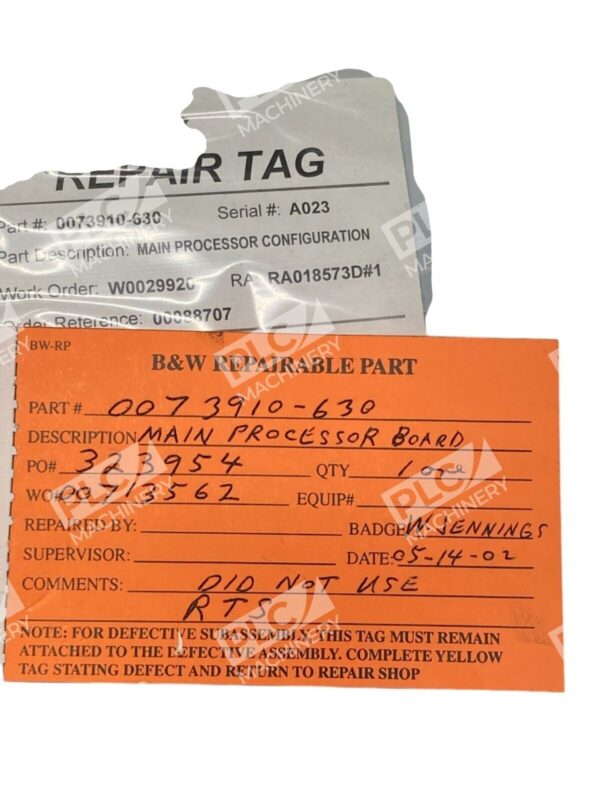 REPAIR TAG
Part #: 0073910-630 Serial #: A023
Part Description: MAIN PROCESSOR CONFIGURATION
Work Order: W0029920 RA: RA018573D#1
Order Reference: 00088707
BW-RP
B&W REPAIRABLE PART
PART # 0073910-630
DESCRIPTION MAIN PROCESSOR BOARD
PO# 323954 QTY 1 one
WO# EQUIP#
REPAIRED BY: BADGE W JENNINGS
SUPERVISOR: DATE: 05-14-02
COMMENTS: DID NOT USE
RTS
NOTE: FOR DEFECTIVE SUBASSEMBLY, THIS TAG MUST REMAIN
ATTACHED TO THE DEFECTIVE ASSEMBLY. COMPLETE YELLOW
TAG STATING DEFECT AND RETURN TO REPAIR SHOP
PLC MACHINERY